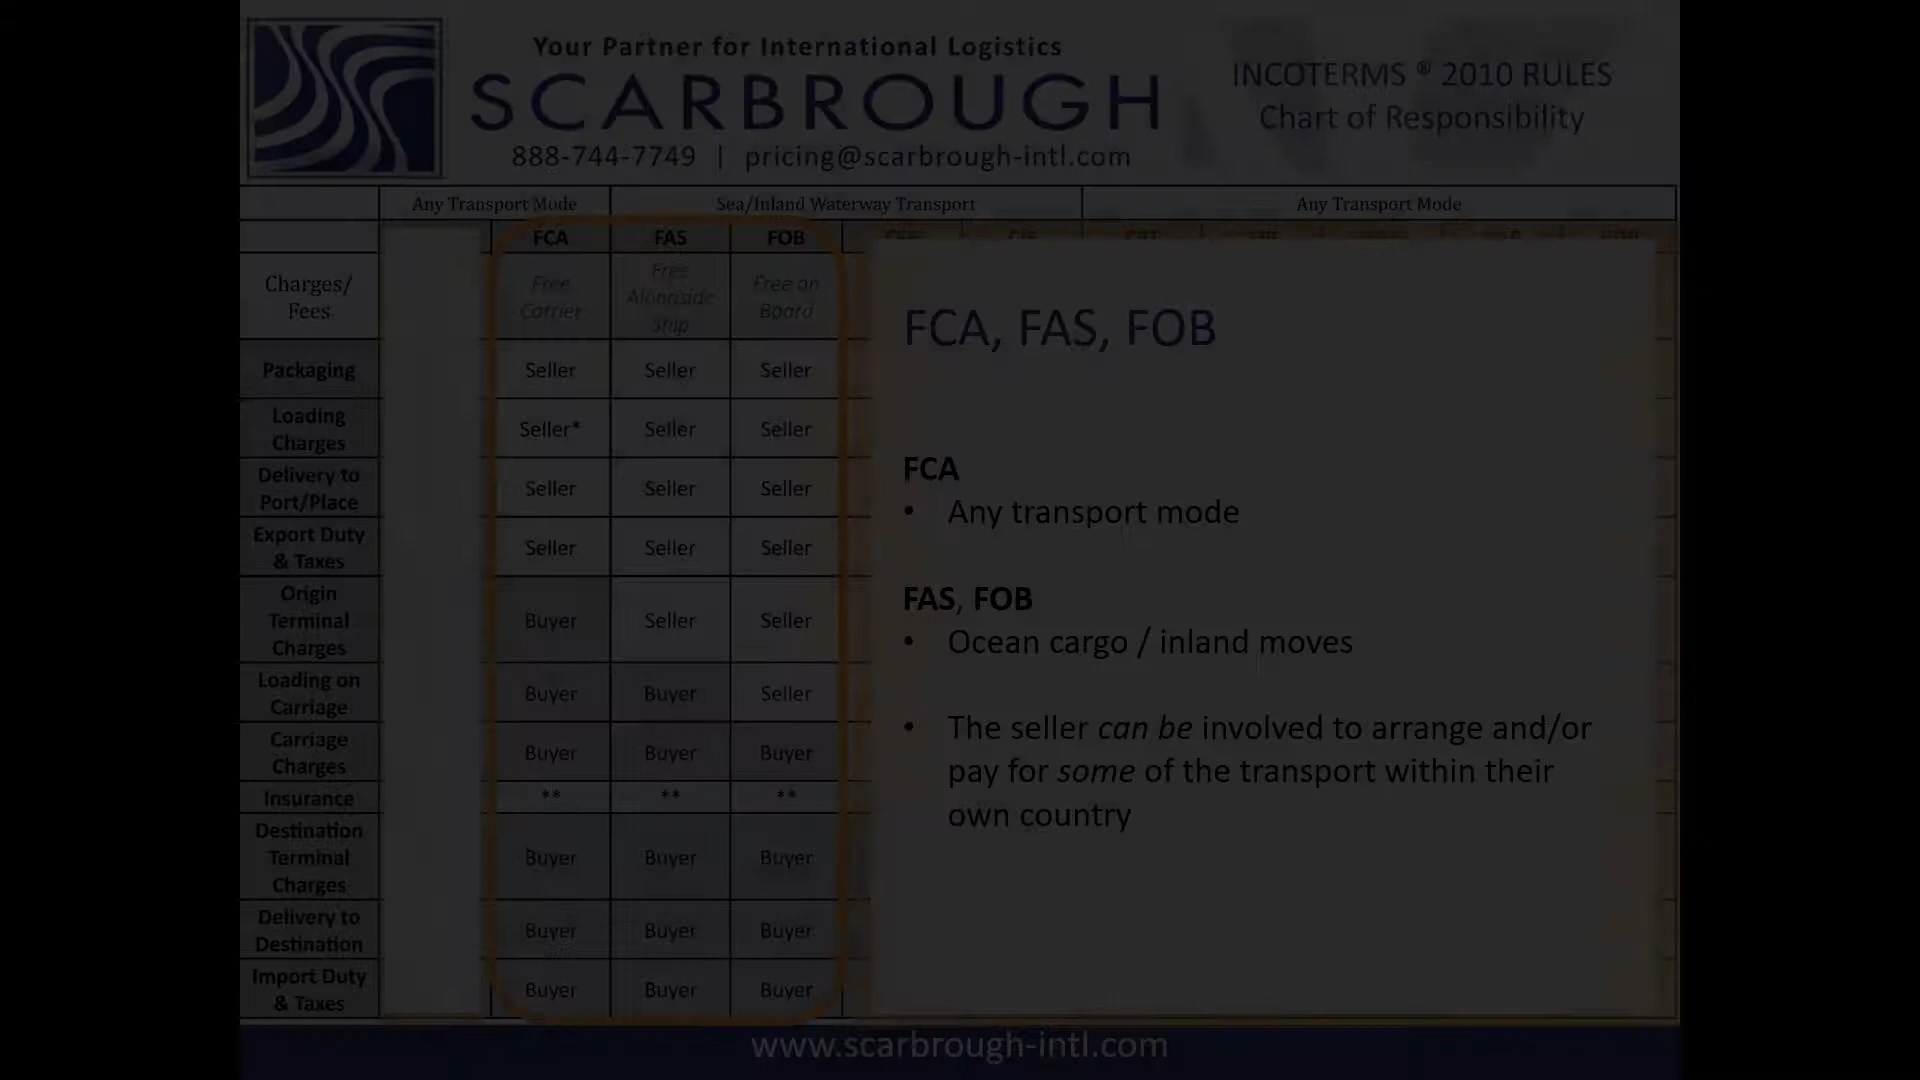 Your Partner for International Logistics
SCARBROUGH
888-744-7749 | pricing@scarbrough-intl.com
INCOTERMS ® 2010 RULES
Chart of Responsibility
Any Transport Mode Sea/Inland Waterway Transport Any Transport Mode
FCA FAS FOB
Charges/
Fees
Free
Carrier
Free
Alongside
Ship
Free on
Board
Packaging Seller Seller Seller
Loading
Charges
Seller* Seller Seller
Delivery to
Port/Place
Seller Seller Seller
Export Duty
& Taxes
Seller Seller Seller
Origin
Terminal
Charges
Buyer Seller Seller
Loading on
Carriage
Buyer Buyer Seller
Carriage
Charges
Buyer Buyer Buyer
Insurance ** ** **
Destination
Terminal
Charges
Buyer Buyer Buyer
Delivery to
Destination
Buyer Buyer Buyer
Import Duty
& Taxes
Buyer Buyer Buyer
FCA, FAS, FOB
FCA
• Any transport mode
FAS, FOB
• Ocean cargo / inland moves
• The seller can be involved to arrange and/or
pay for some of the transport within their
own country
www.scarbrough-intl.com